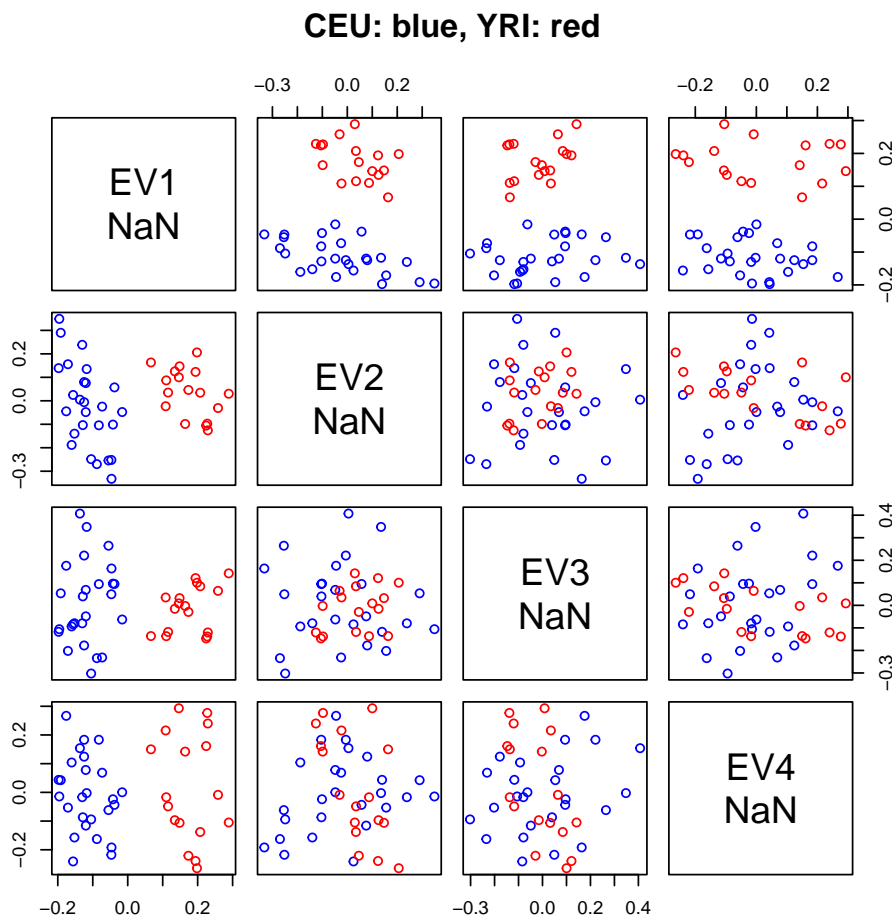 CEU: blue, YRI: red
−0.3 0.0 0.2 −0.2 0.0 0.2
EV1
NaN
−0.2 0.0 0.2
−0.3 0.0 0.2
EV2
NaN
EV3
NaN
−0.3 0.0 0.2 0.4
−0.2 0.0 0.2
EV4
NaN
−0.2 0.0 0.2 −0.3 0.0 0.2 0.4